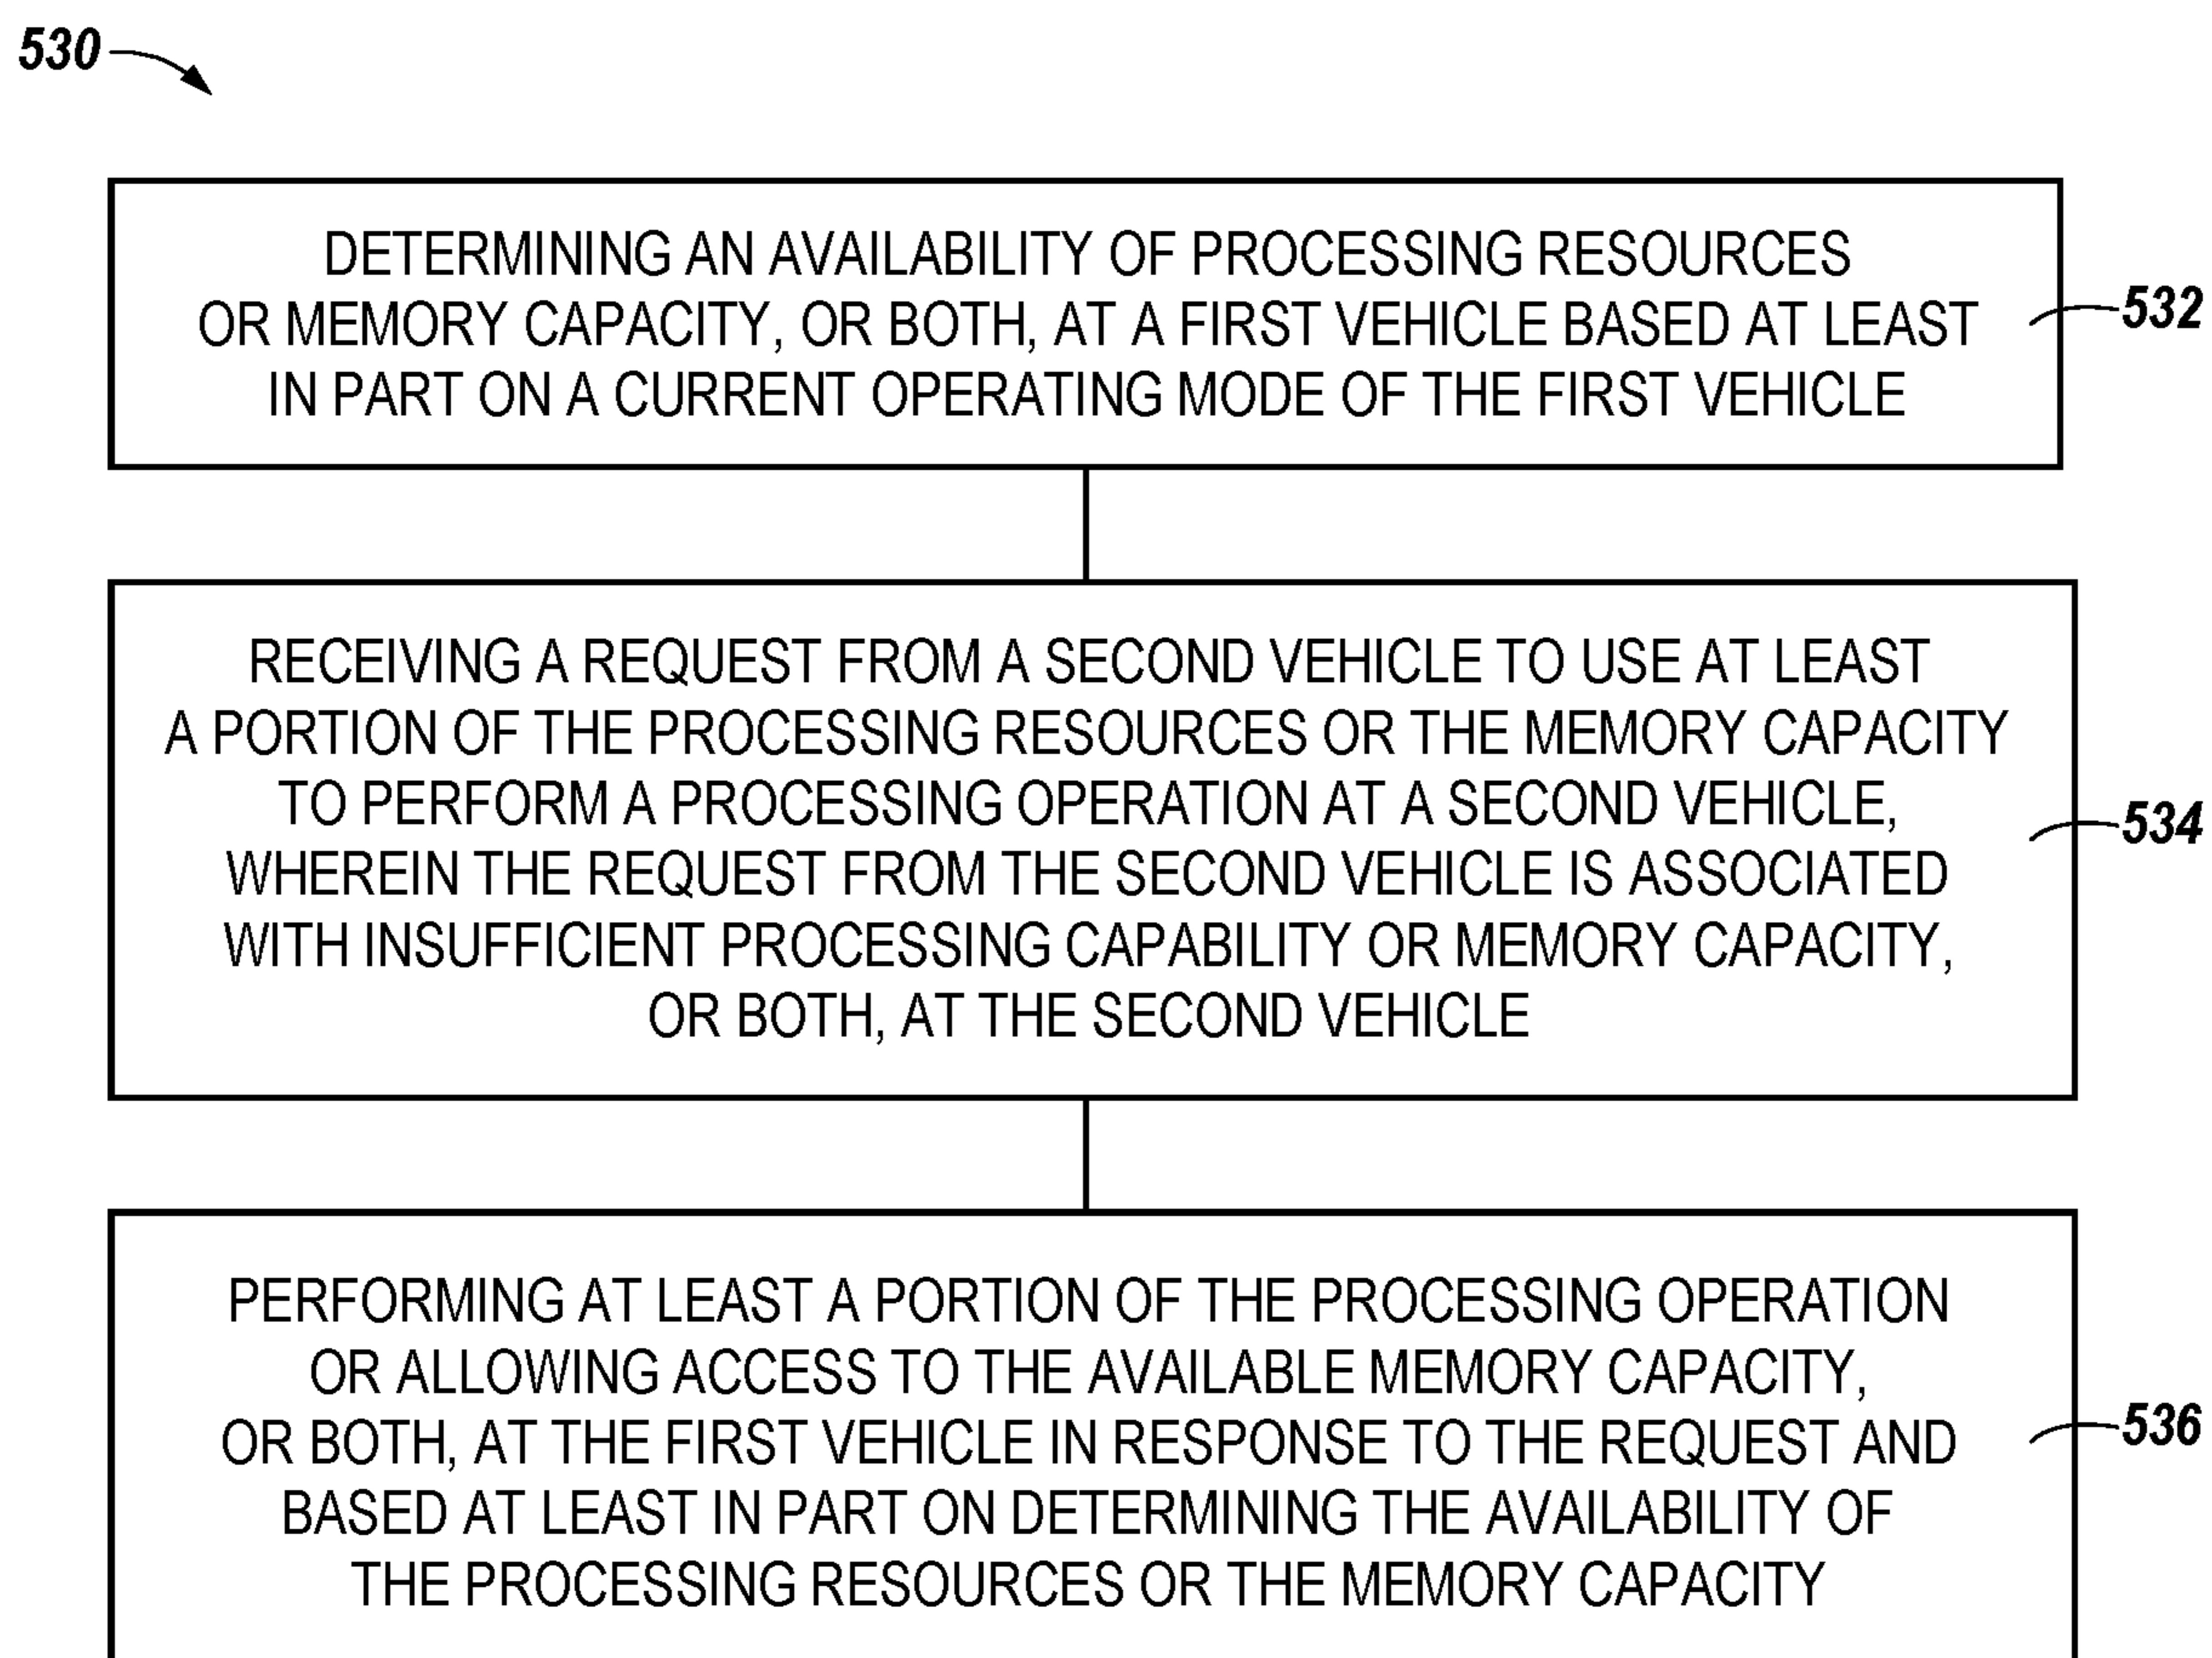 530
DETERMINING AN AVAILABILITY OF PROCESSING RESOURCES
OR MEMORY CAPACITY, OR BOTH, AT A FIRST VEHICLE BASED AT LEAST
IN PART ON A CURRENT OPERATING MODE OF THE FIRST VEHICLE
532
RECEIVING A REQUEST FROM A SECOND VEHICLE TO USE AT LEAST
A PORTION OF THE PROCESSING RESOURCES OR THE MEMORY CAPACITY
TO PERFORM A PROCESSING OPERATION AT A SECOND VEHICLE,
WHEREIN THE REQUEST FROM THE SECOND VEHICLE IS ASSOCIATED
WITH INSUFFICIENT PROCESSING CAPABILITY OR MEMORY CAPACITY,
OR BOTH, AT THE SECOND VEHICLE
534
PERFORMING AT LEAST A PORTION OF THE PROCESSING OPERATION
OR ALLOWING ACCESS TO THE AVAILABLE MEMORY CAPACITY,
OR BOTH, AT THE FIRST VEHICLE IN RESPONSE TO THE REQUEST AND
BASED AT LEAST IN PART ON DETERMINING THE AVAILABILITY OF
THE PROCESSING RESOURCES OR THE MEMORY CAPACITY
536